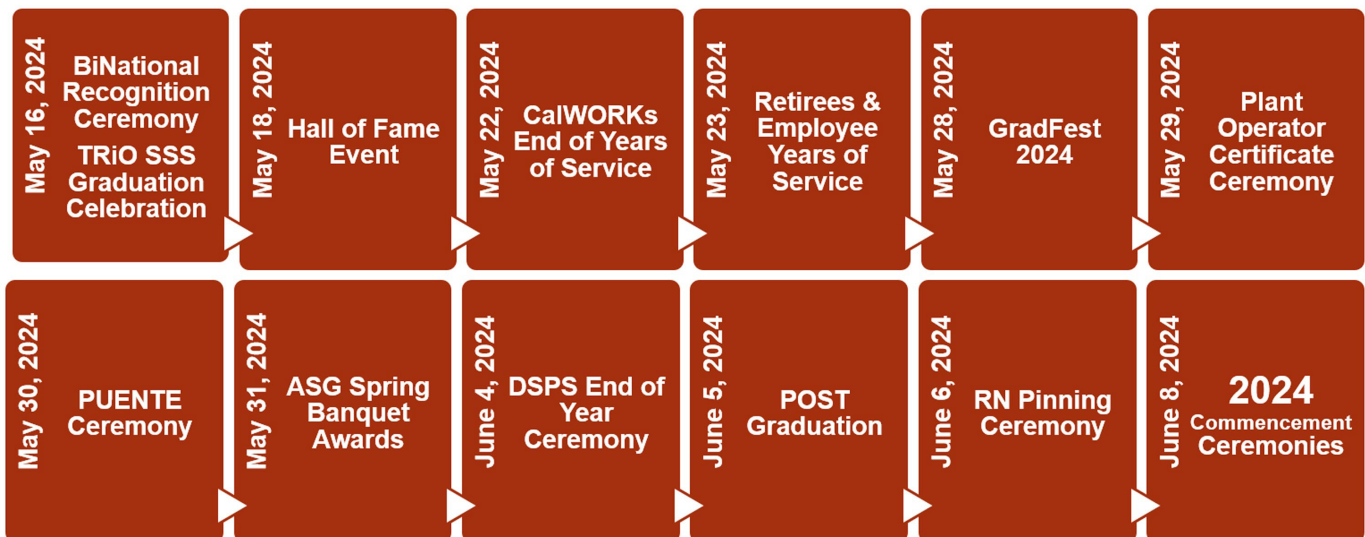 May 16, 2024
BiNational
Recognition
Ceremony
TRiO SSS
Graduation
Celebration
May 18, 2024
Hall of Fame
Event
May 22, 2024
CalWORKs
End of Years
of Service
May 23, 2024
Retirees &
Employee
Years of
Service
May 28, 2024
GradFest
2024
May 29, 2024
Plant
Operator
Certificate
Ceremony
May 30, 2024
PUENTE
Ceremony
May 31, 2024
ASG Spring
Banquet
Awards
June 4, 2024
DSPS End of
Year
Ceremony
June 5, 2024
POST
Graduation
June 6, 2024
RN Pinning
Ceremony
June 8, 2024
2024
Commencement
Ceremonies